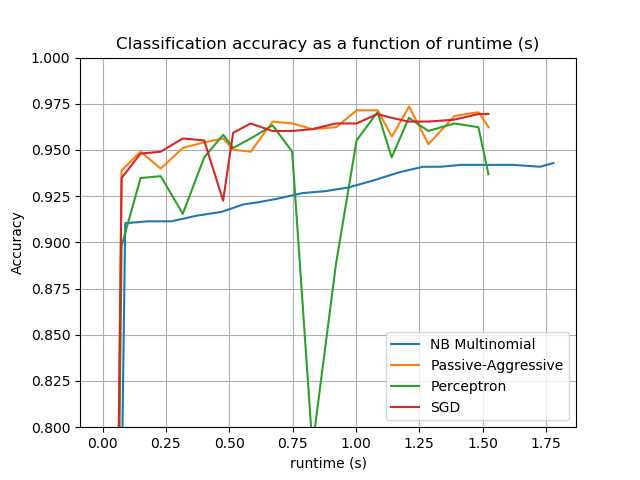 Classification accuracy as a function of runtime (s)
1.000
0.975
0.950
0.925
0.900
0.875
0.850
0.825
0.800
Accuracy
NB Multinomial
Passive-Aggressive
Perceptron
SGD
0.00 0.25 0.50 0.75 1.00 1.25 1.50 1.75
runtime (s)